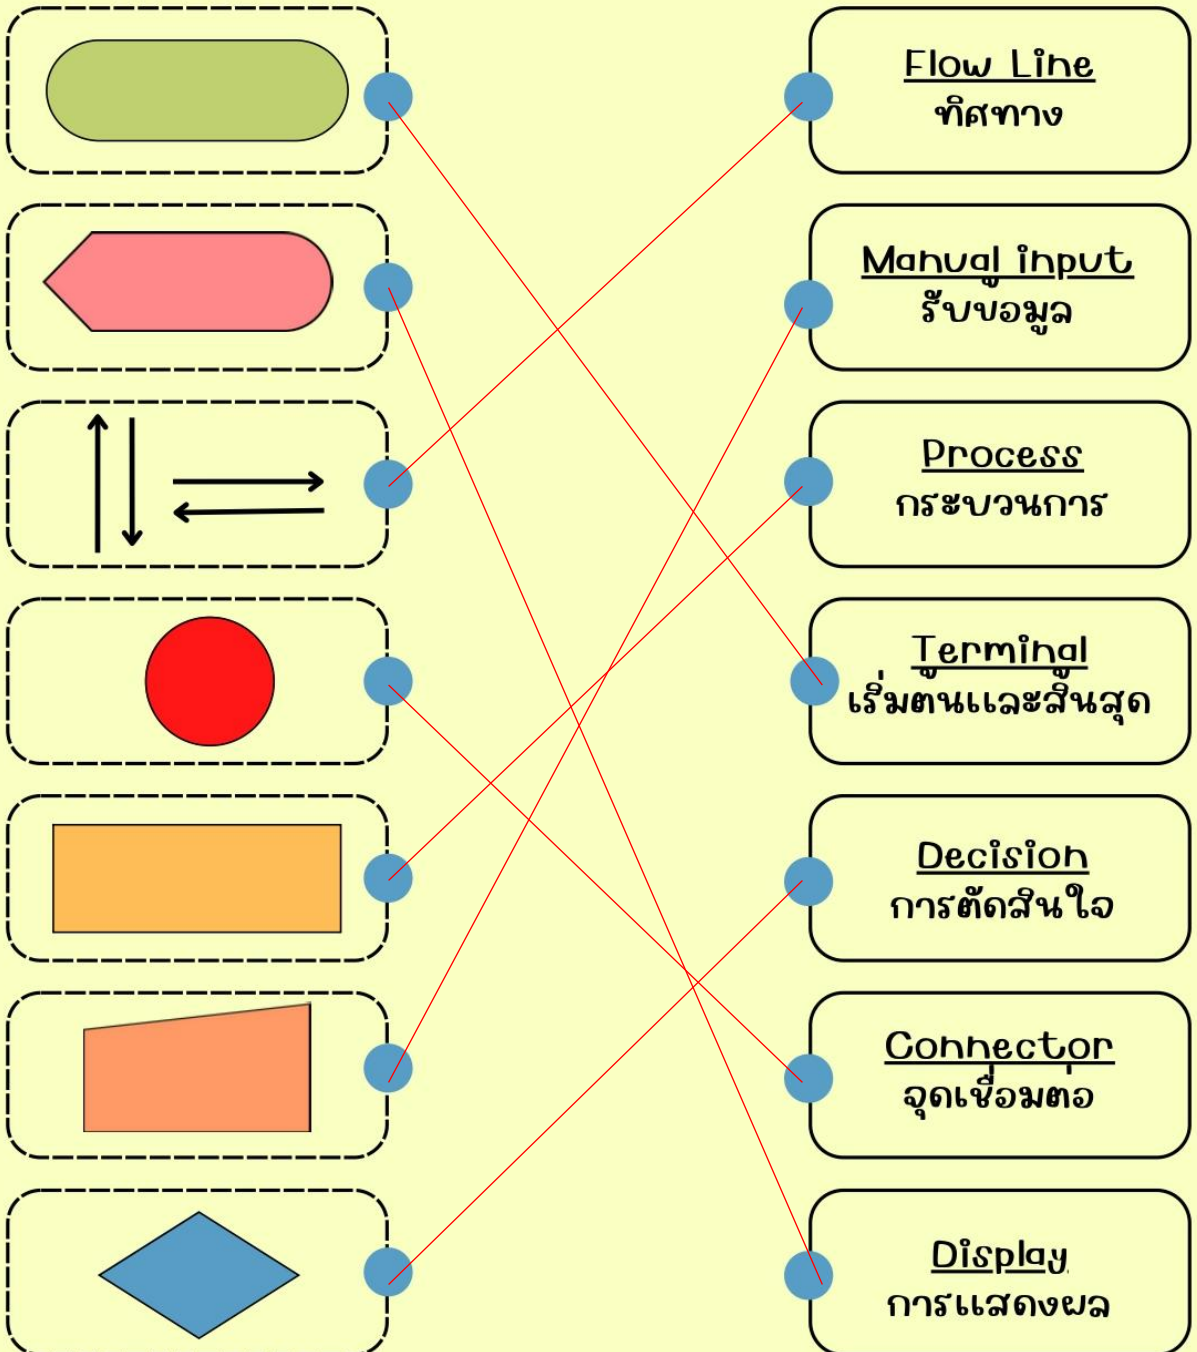 Flow Line
ทิศทาง
Manual input
รับขอมูล
Process
กระบวนการ
Terminal
เริ่มตนและสินสุด
Decision
การตัดสินใจ
Connector
จุดเชื่อมต่อ
Display
การแสดงผล